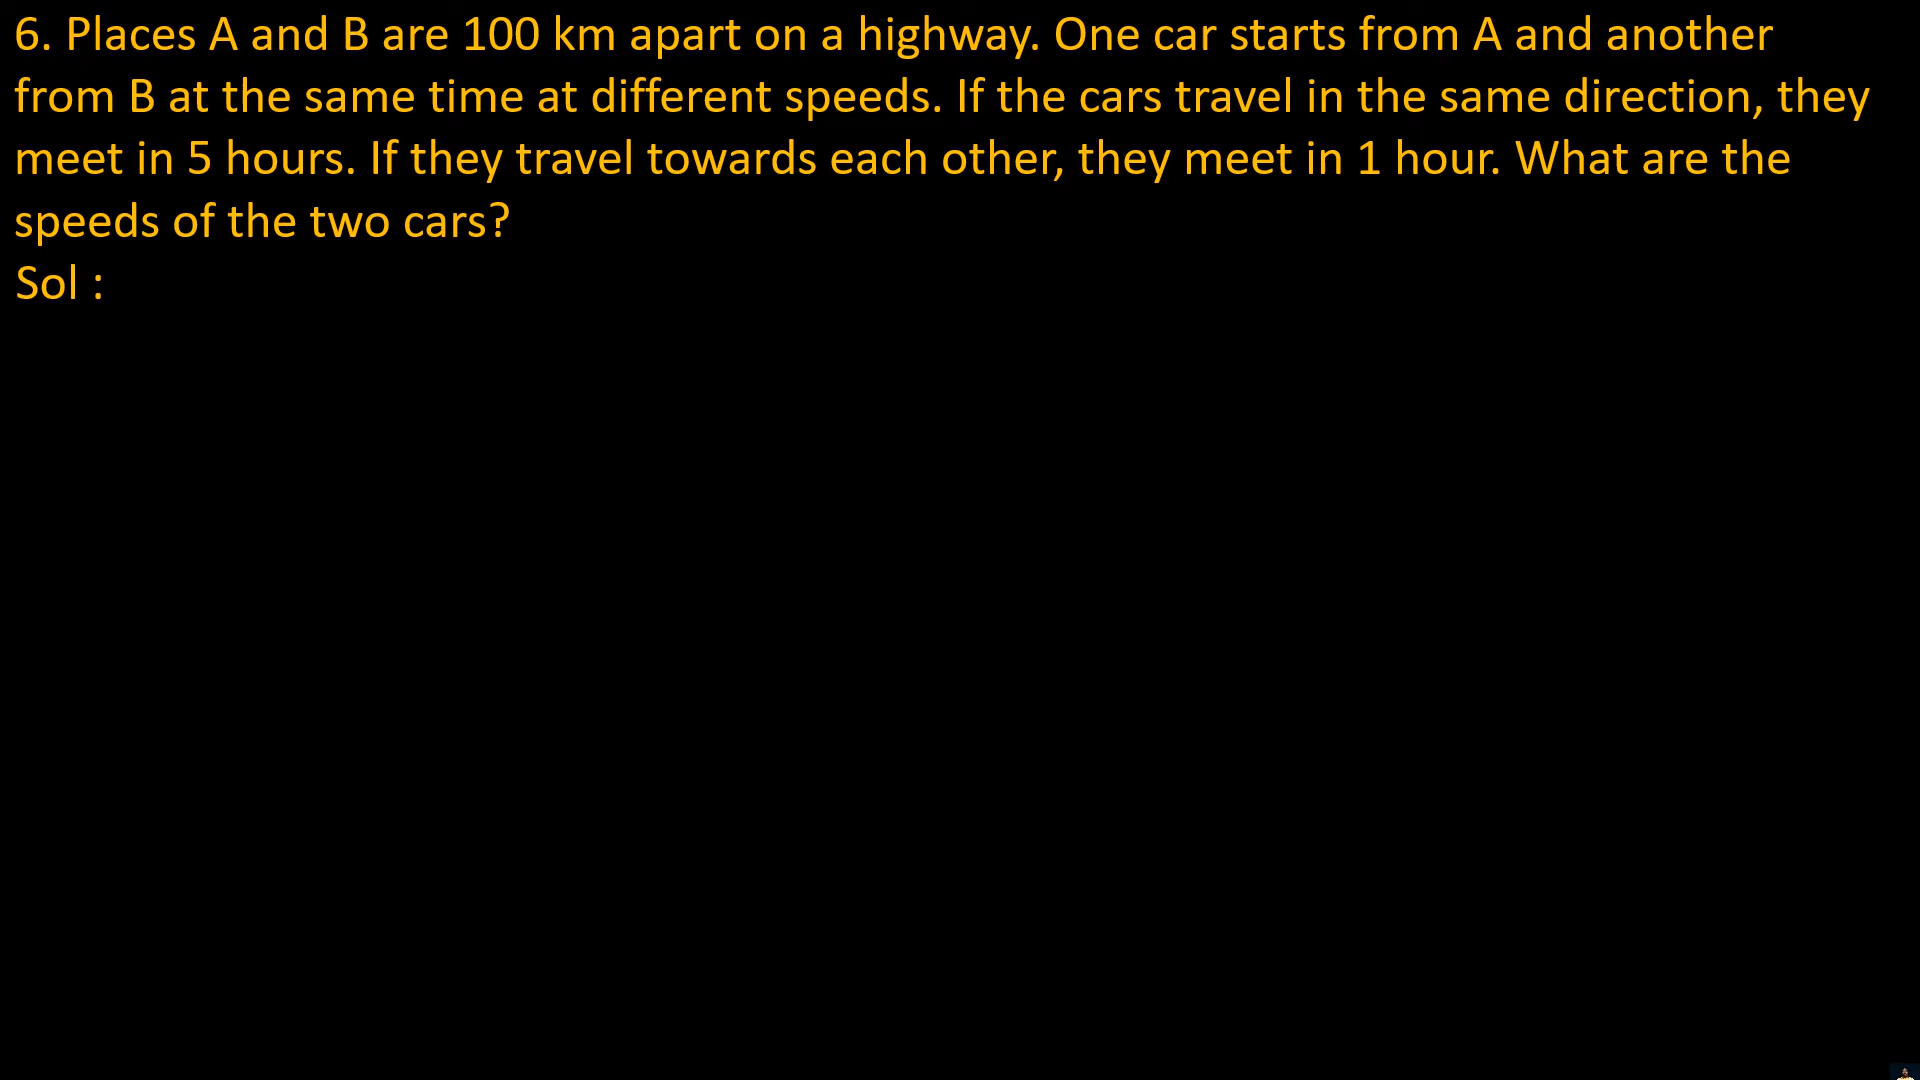 6. Places A and B are 100 km apart on a highway. One car starts from A and another
from B at the same time at different speeds. If the cars travel in the same direction, they
meet in 5 hours. If they travel towards each other, they meet in 1 hour. What are the
speeds of the two cars?
Sol :